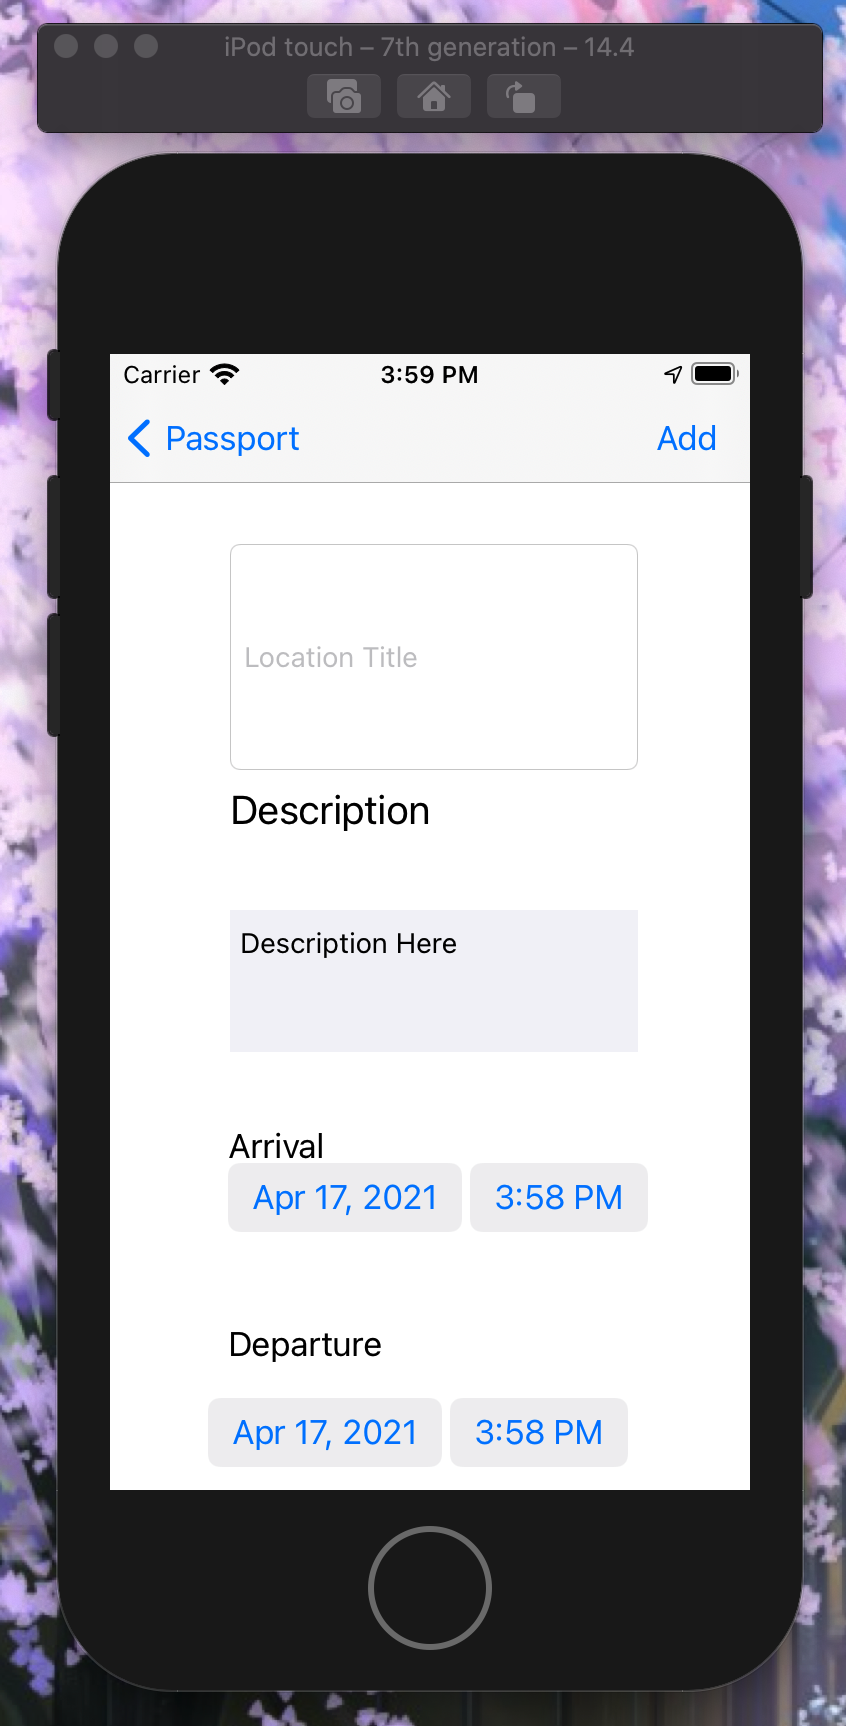 iPod touch – 7th generation – 14.4
Carrier 3:59 PM
Passport Add
Location Title
Description
Description Here
Arrival
Apr 17, 2021 3:58 PM
Departure
Apr 17, 2021 3:58 PM